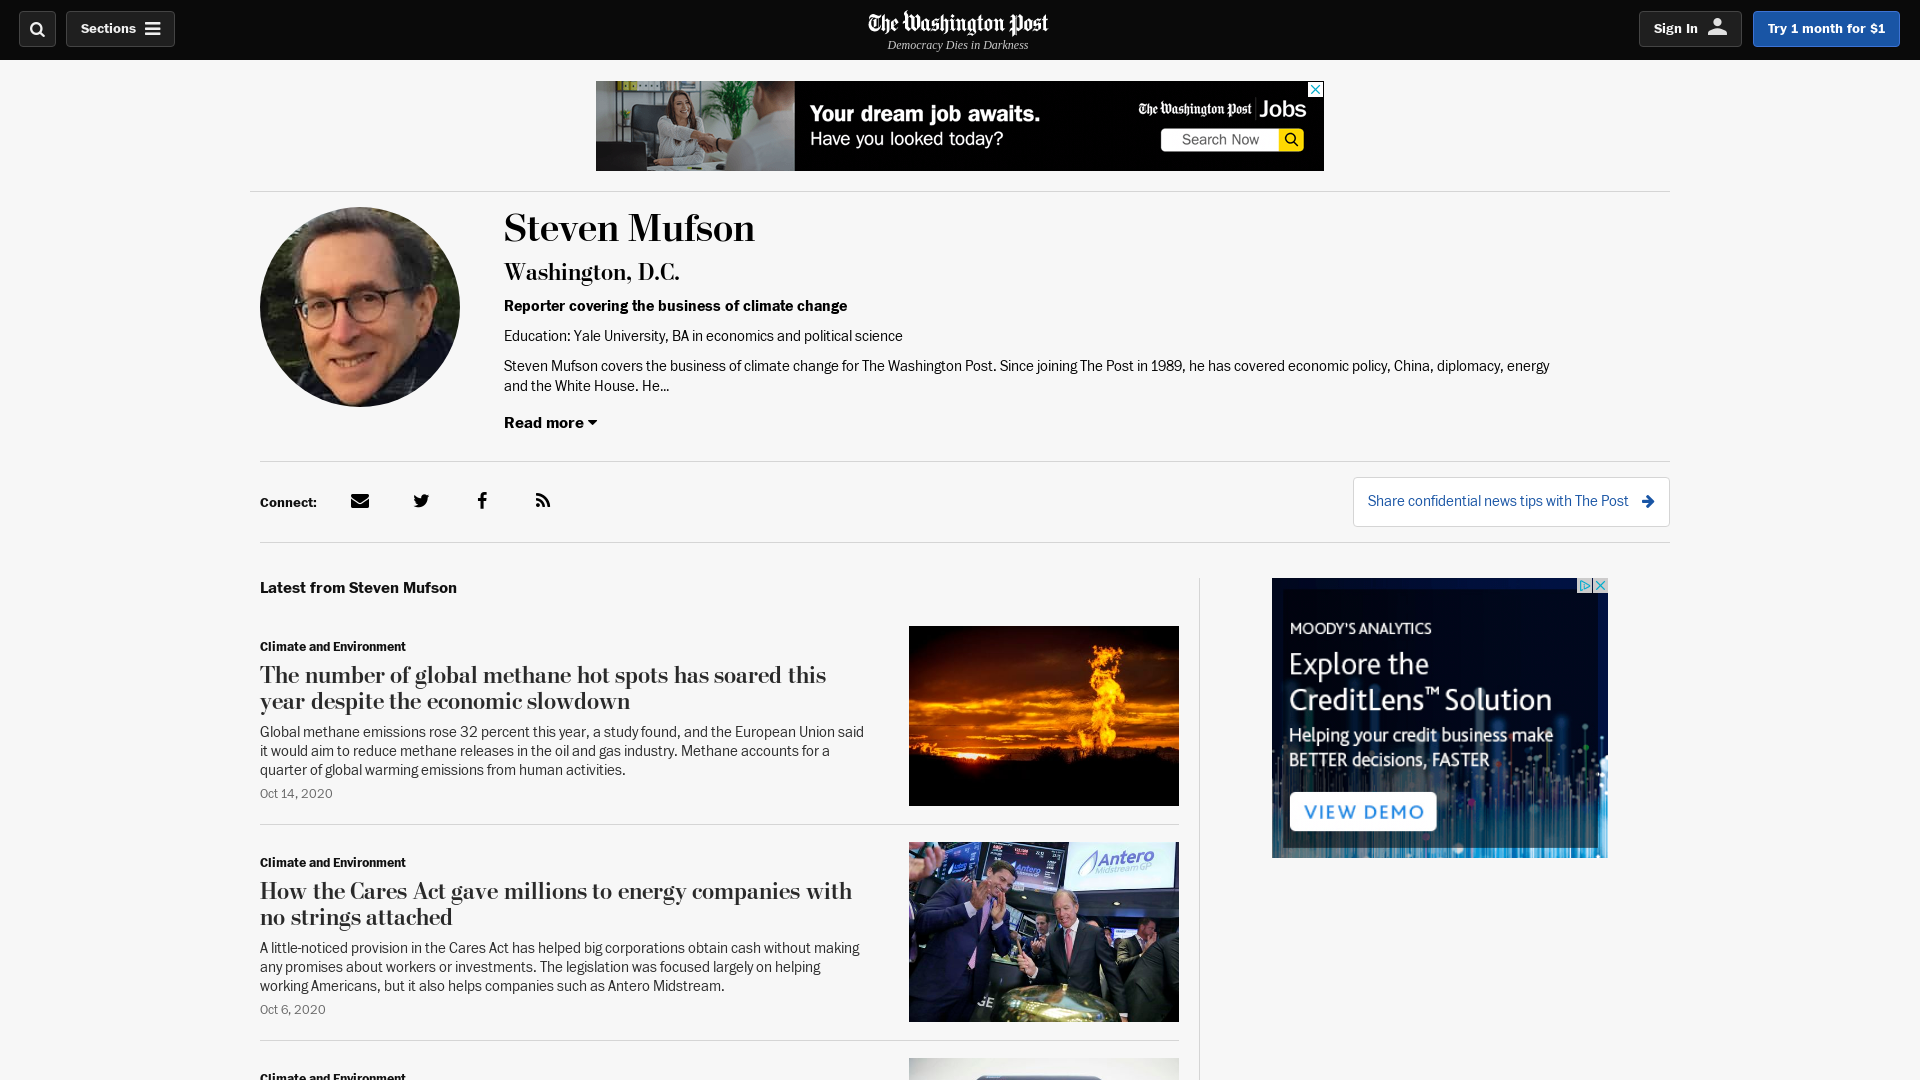 Sections
The Washington Post
Democracy Dies in Darkness
Sign In
Try 1 month for $1
Your dream job awaits.
Have you looked today?
The Washington Post Jobs
Search Now
Steven Mufson
Washington, D.C.
Reporter covering the business of climate change
Education: Yale University, BA in economics and political science
Steven Mufson covers the business of climate change for The Washington Post. Since joining The Post in 1989, he has covered economic policy, China, diplomacy, energy
and the White House. He...
Read more
Connect:
Share confidential news tips with The Post
Latest from Steven Mufson
Climate and Environment
The number of global methane hot spots has soared this
year despite the economic slowdown
Global methane emissions rose 32 percent this year, a study found, and the European Union said
it would aim to reduce methane releases in the oil and gas industry. Methane accounts for a
quarter of global warming emissions from human activities.
Oct 14, 2020
MOODY'S ANALYTICS
Explore the
CreditLens™ Solution
Helping your credit business make
BETTER decisions, FASTER
VIEW DEMO
Climate and Environment
How the Cares Act gave millions to energy companies with
no strings attached
A little-noticed provision in the Cares Act has helped big corporations obtain cash without making
any promises about workers or investments. The legislation was focused largely on helping
working Americans, but it also helps companies such as Antero Midstream.
Oct 6, 2020
Antero
Midstream GP
Antero
GE
Climate and Environment